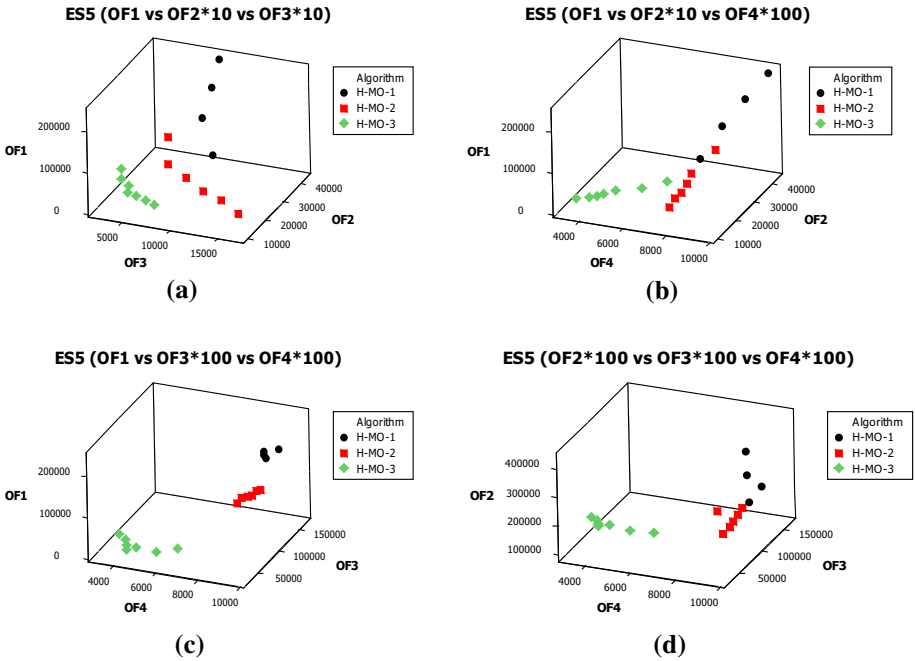 ES5 (OF1 vs OF2*10 vs OF3*10)
Algorithm
H-MO-1
H-MO-2
H-MO-3
200000
100000
0
OF1
5000
10000
15000
OF3
10000
20000
30000
40000
OF2
(a)
ES5 (OF1 vs OF2*10 vs OF4*100)
Algorithm
H-MO-1
H-MO-2
H-MO-3
200000
100000
0
OF1
4000
6000
8000
10000
OF4
10000
20000
30000
40000
OF2
(b)
ES5 (OF1 vs OF3*100 vs OF4*100)
Algorithm
H-MO-1
H-MO-2
H-MO-3
200000
100000
0
OF1
4000
6000
8000
10000
OF4
50000
100000
150000
OF3
(c)
ES5 (OF2*100 vs OF3*100 vs OF4*100)
Algorithm
H-MO-1
H-MO-2
H-MO-3
400000
300000
200000
100000
OF2
4000
6000
8000
10000
OF4
50000
100000
150000
OF3
(d)